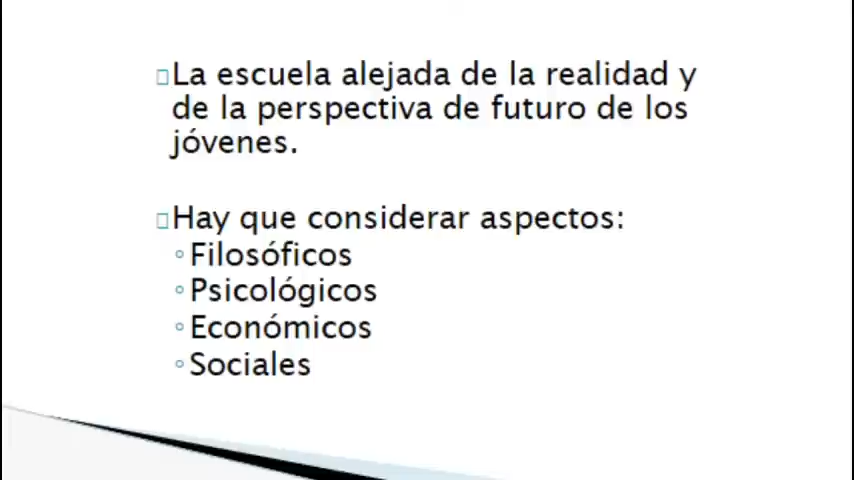 La escuela alejada de la realidad y
de la perspectiva de futuro de los
jóvenes.
Hay que considerar aspectos:
Filosóficos
Psicológicos
Económicos
Sociales